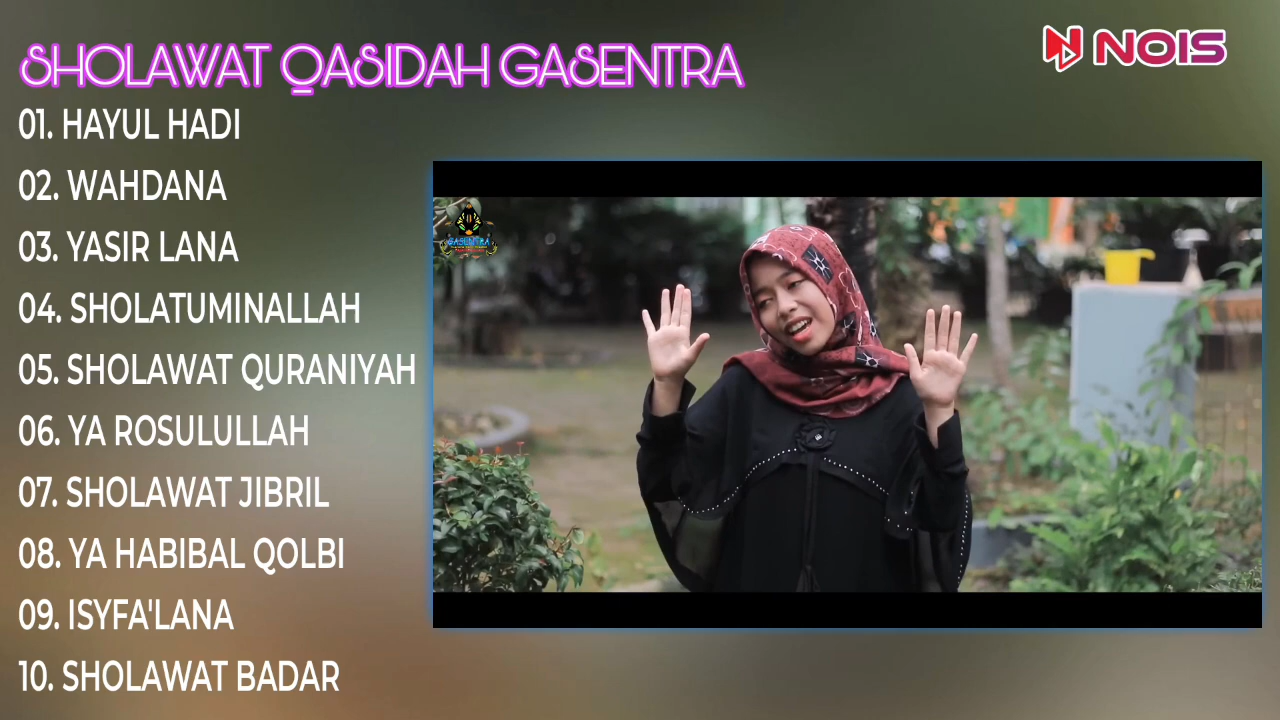 SHOLAWAT QASIDAH GASENTRA
NOIS
01. HAYUL HADI
02. WAHDANA
03. YASIR LANA
04. SHOLATUMINALLAH
05. SHOLAWAT QURANIYAH
06. YA ROSULULLAH
07. SHOLAWAT JIBRIL
08. YA HABIBAL QOLBI
09. ISYFA'LANA
10. SHOLAWAT BADAR
GASENTRA